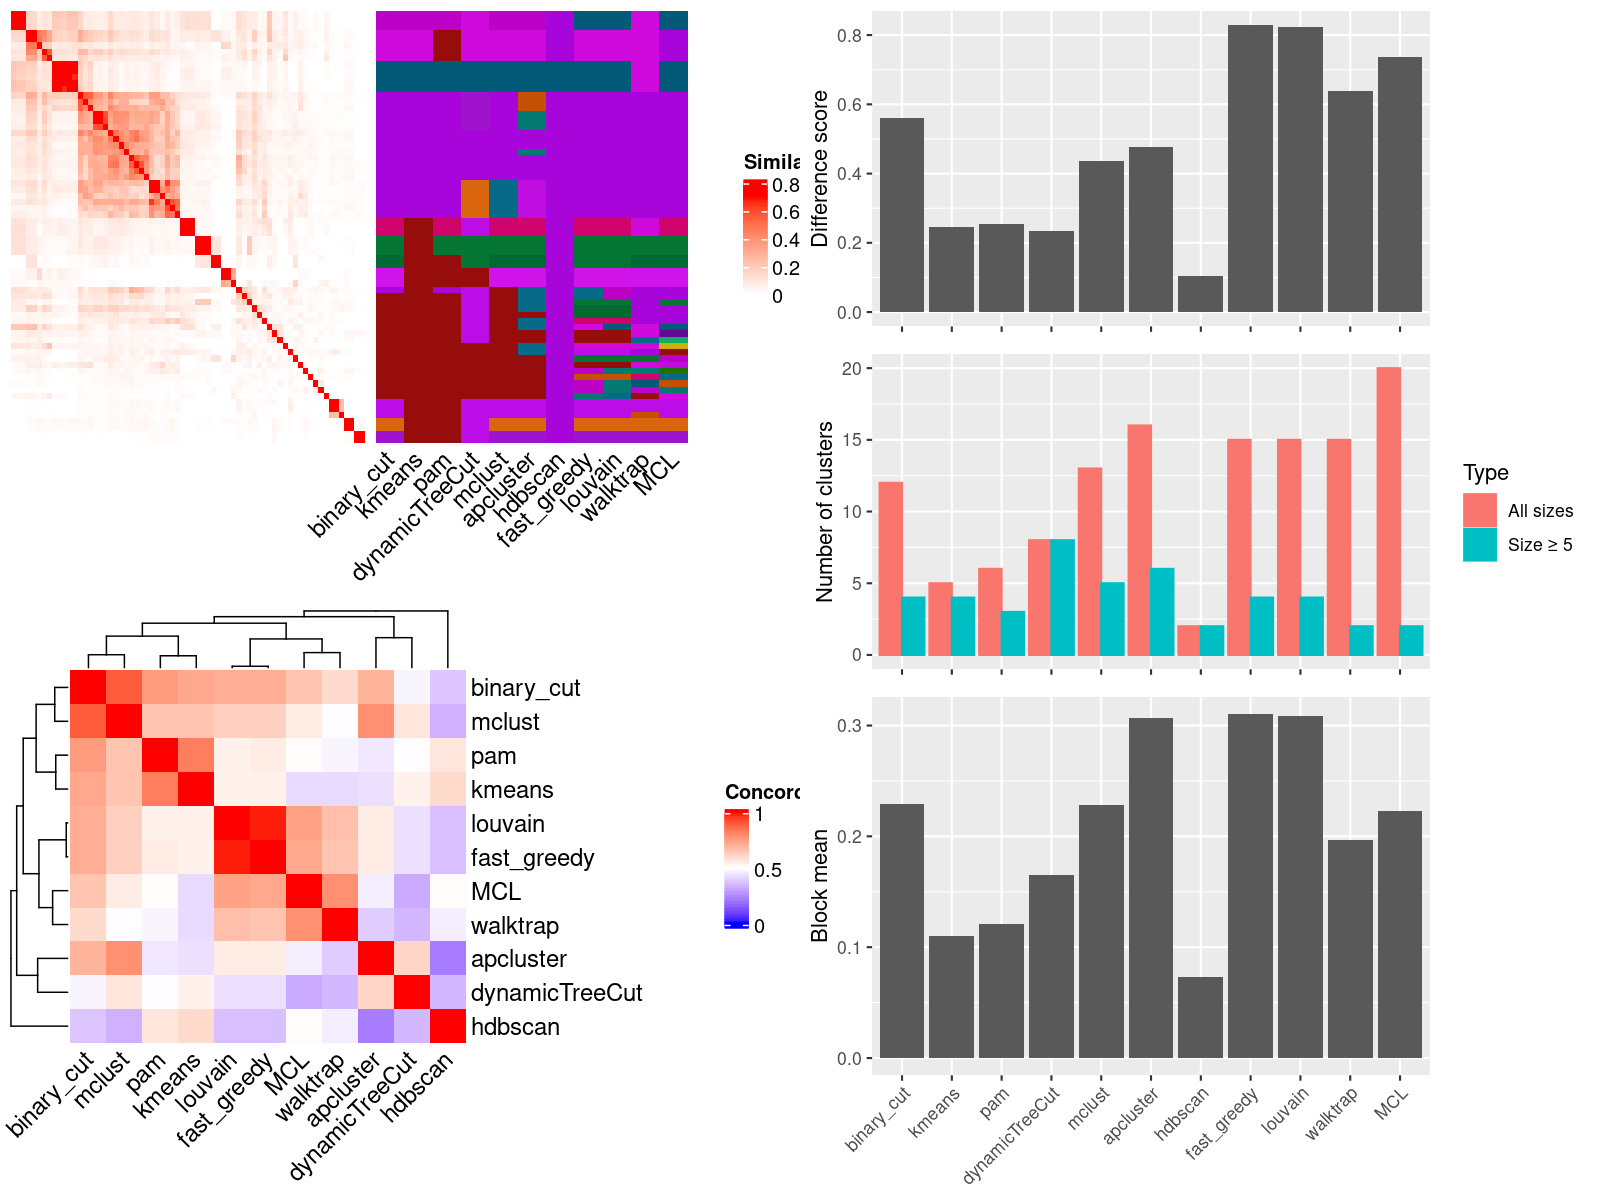 Simila
0.8
0.6
0.4
0.2
0
binary_cut
kmeans
pam
dynamicTreeCut
mclust
apcluster
hdbscan
fast_greedy
louvain
walktrap
MCL
binary_cut
mclust
pam
kmeans
louvain
fast_greedy
MCL
walktrap
apcluster
dynamicTreeCut
hdbscan
binary_cut
mclust
pam
kmeans
louvain
fast_greedy
MCL
walktrap
apcluster
dynamicTreeCut
hdbscan
Concord
1
0.5
0
Difference score
0.8
0.6
0.4
0.2
0.0
Number of clusters
20
15
10
5
0
Type
All sizes
Size ≥ 5
Block mean
0.3
0.2
0.1
0.0
binary_cut
kmeans
pam
dynamicTreeCut
mclust
apcluster
hdbscan
fast_greedy
louvain
walktrap
MCL